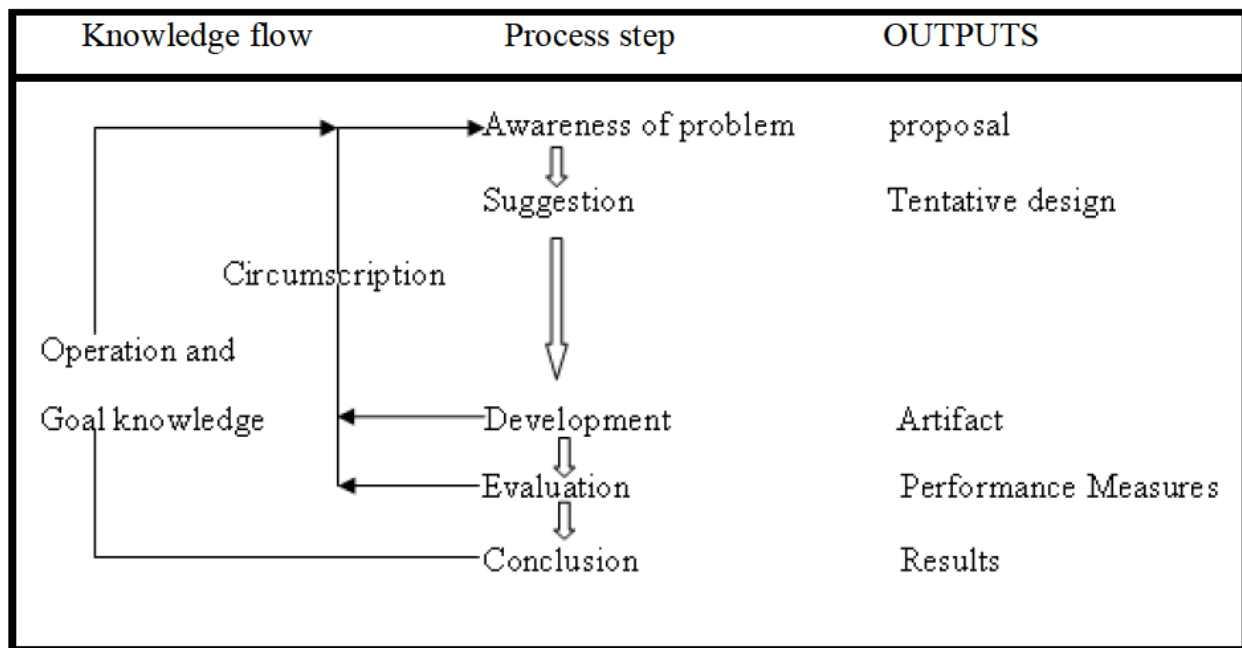 Knowledge flow Process step OUTPUTS
Awareness of problem proposal
Suggestion Tentative design
Circumscription
Operation and
Goal knowledge Development Artifact
Evaluation Performance Measures
Conclusion Results